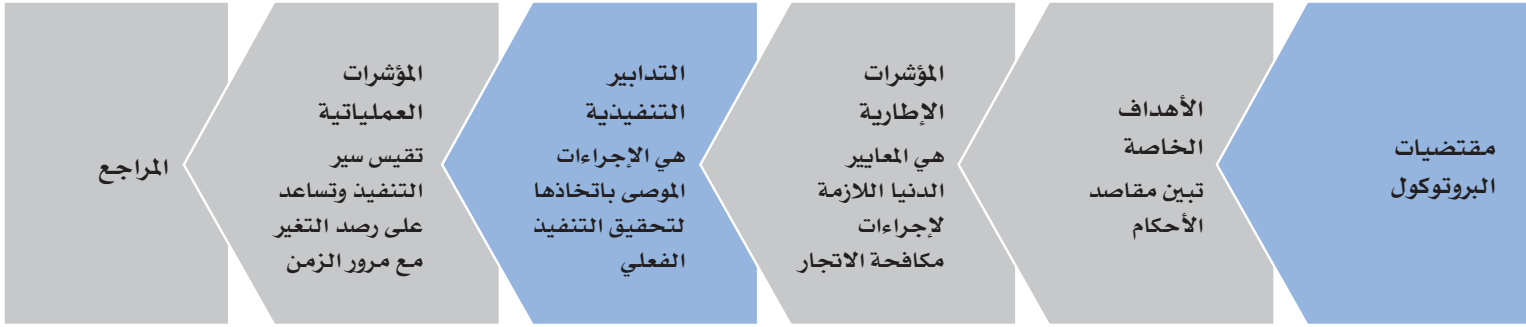 مقتضيات
البروتوكول
الأهداف
الخاصة
تبين مقاصد
الأحكام
المؤشرات
الإطارية
هي المعايير
الدنيا اللازمة
لإجراءات
مكافحة الاتجار
التدابير
التنفيذية
هي الإجراءات
الموصى باتخاذها
لتحقيق التنفيذ
الفعلي
المؤشرات
العملياتية
تقيس سير
التنفيذ وتساعد
على رصد التغير
مع مرور الزمن
المراجع